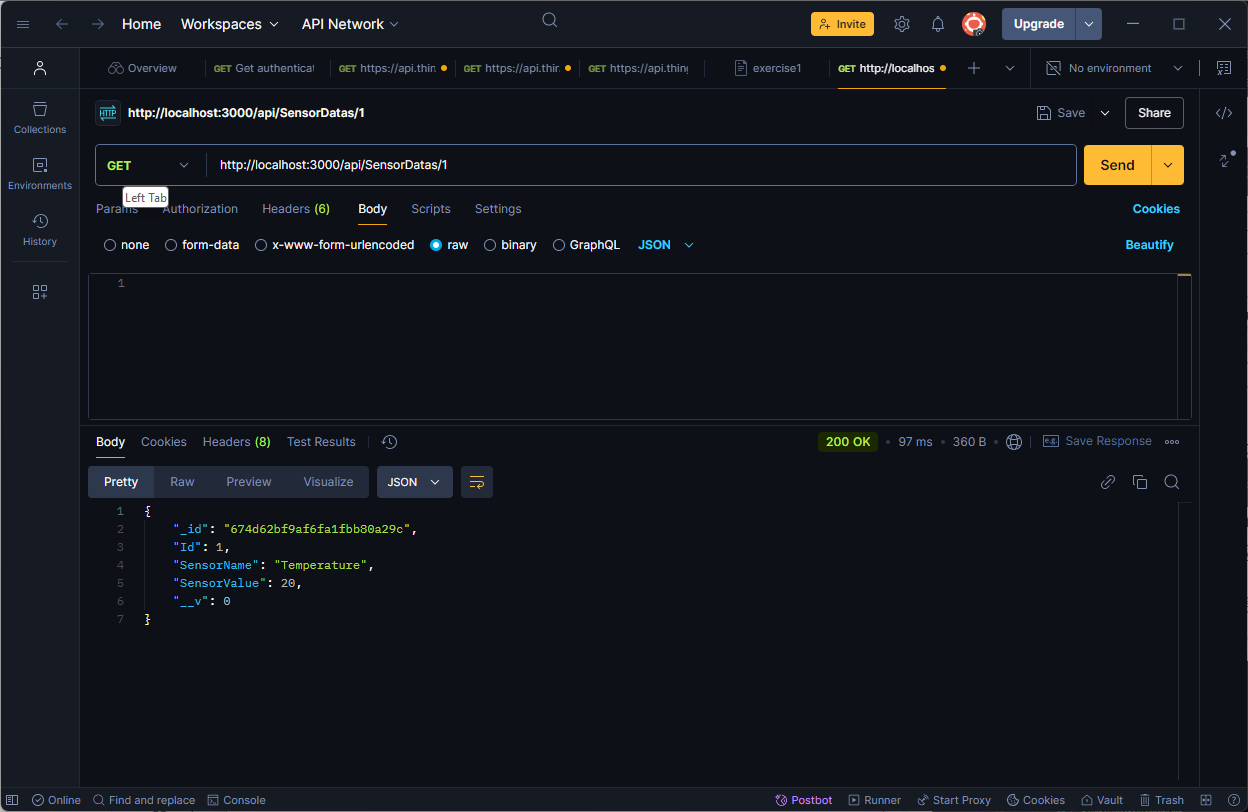 Home Workspaces API Network Invite Upgrade
Overview GET Get authenticat GET https://api.thin GET https://api.thin GET https://api.thing exercise1 GET http://localhos No environment
HTTP http://localhost:3000/api/SensorDatas/1 Save Share
GET http://localhost:3000/api/SensorDatas/1 Send
Left Tab
Params Authorization Headers (6) Body Scripts Settings Cookies
none form-data x-www-form-urlencoded raw binary GraphQL JSON Beautify
1
Collections
Environments
History
Body Cookies Headers (8) Test Results 200 OK • 97 ms • 360 B • e.g. Save Response
Pretty Raw Preview Visualize JSON
1 {
2 "_id": "674d62bf9af6fa1fbb80a29c",
3 "Id": 1,
4 "SensorName": "Temperature",
5 "SensorValue": 20,
6 "__v": 0
7 }
Online Find and replace Console Postbot Runner Start Proxy Cookies Vault Trash